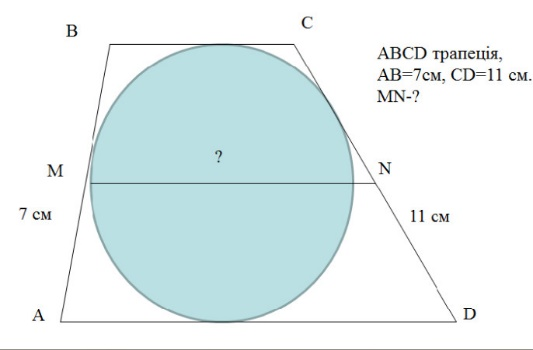 B
C
ABCD трапеція,
AB=7см, CD=11 см.
MN-?
?
M
N
7 см
11 см
A
D